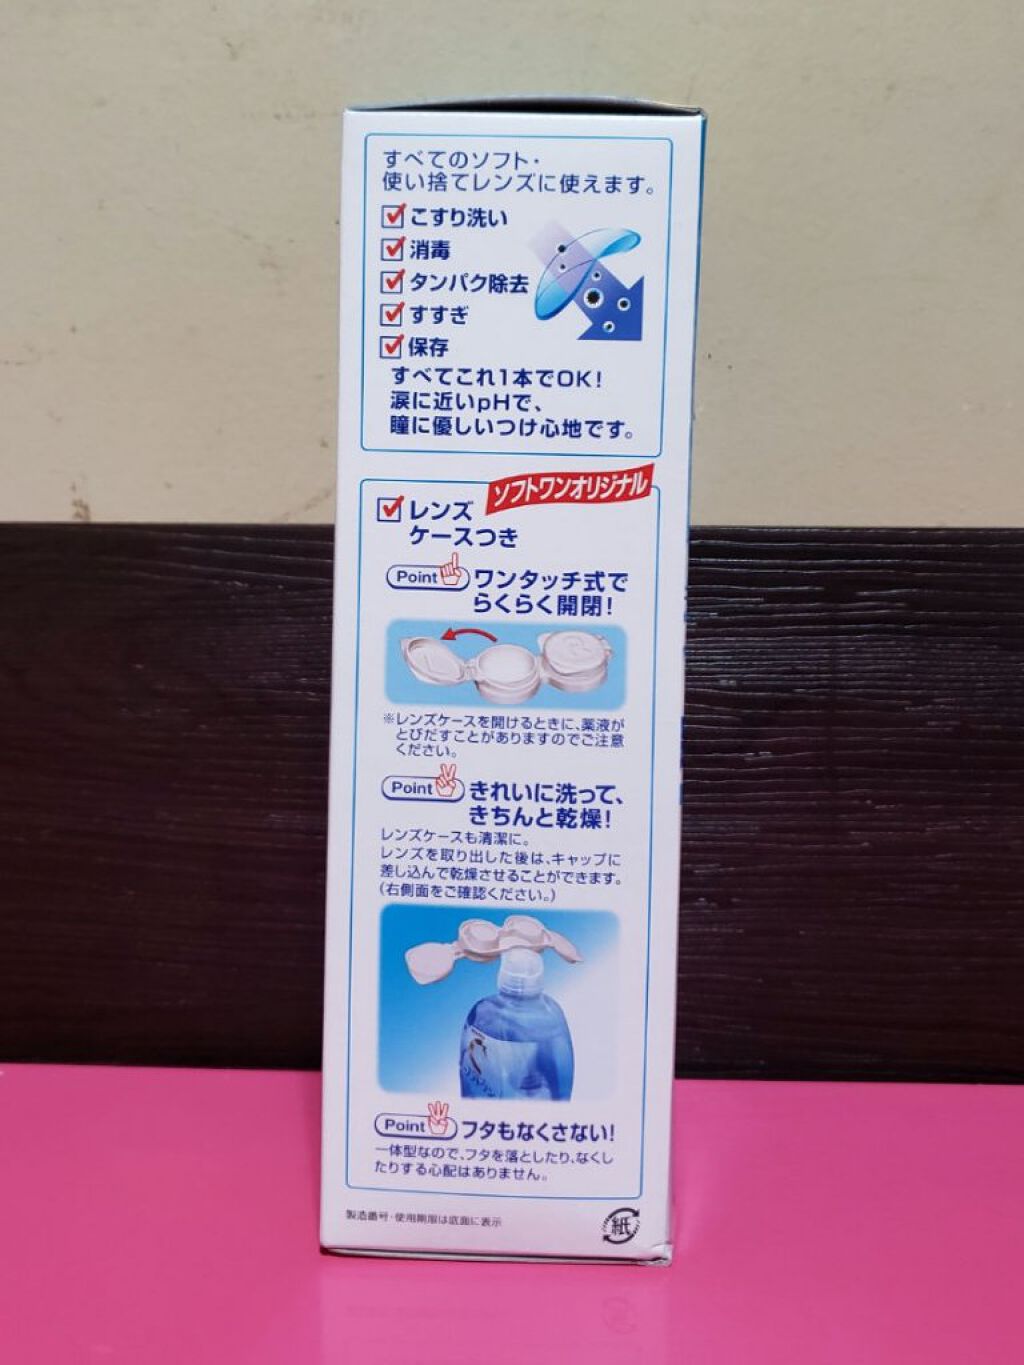 すべてのソフト・
使い捨てレンズに使えます。
こすり洗い
消毒
タンパク除去
すすぎ
保存
すべてこれ1本でOK!
涙に近いpHで、
瞳に優しいつけ心地です。
ソフトワンオリジナル
レンズ
ケースつき
Point
ワンタッチ式で
らくらく開閉!
※レンズケースを開けるときに、薬液が
とびだすことがありますのでご注意
ください。
Point
きれいに洗って、
きちんと乾燥!
レンズケースも清潔に。
レンズを取り出した後は、キャップに
差し込んで乾燥させることができます。
(右側面をご確認ください。)
Point
フタもなくさない!
一体型なので、フタを落としたり、なくし
たりする心配はありません。
製造番号・使用期限は底面に表示
紙